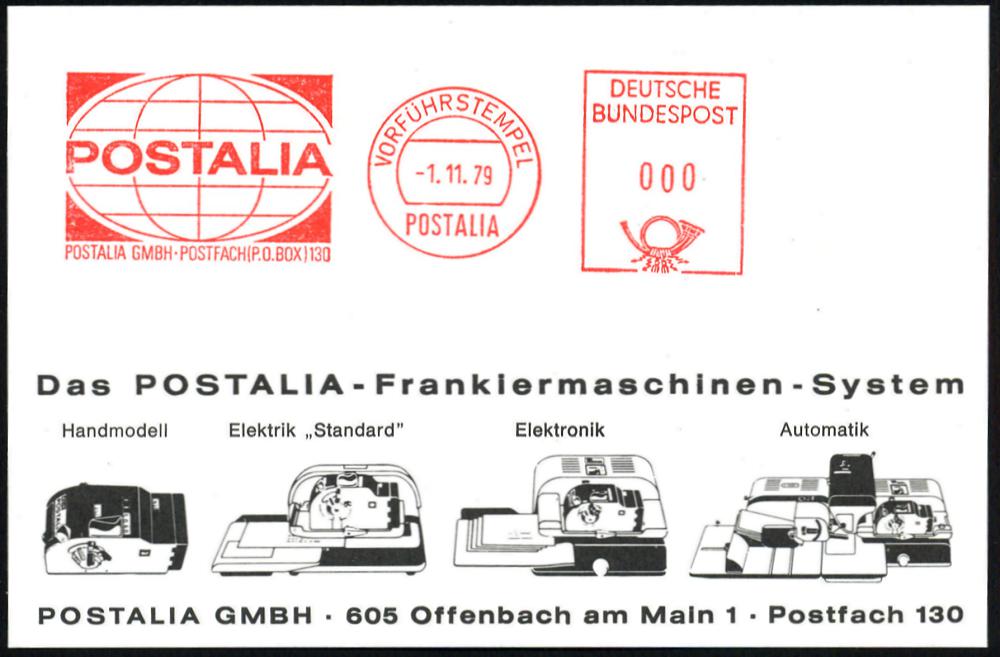 POSTALIA
POSTALIA GMBH·POSTFACH(P.O.BOX)130
VORFÜHRSTEMPEL
-1.11.79
POSTALIA
DEUTSCHE
BUNDESPOST
000
Das POSTALIA-Frankiermaschinen-System
Handmodell Elektrik „Standard” Elektronik Automatik
POSTALIA GMBH · 605 Offenbach am Main 1 · Postfach 130